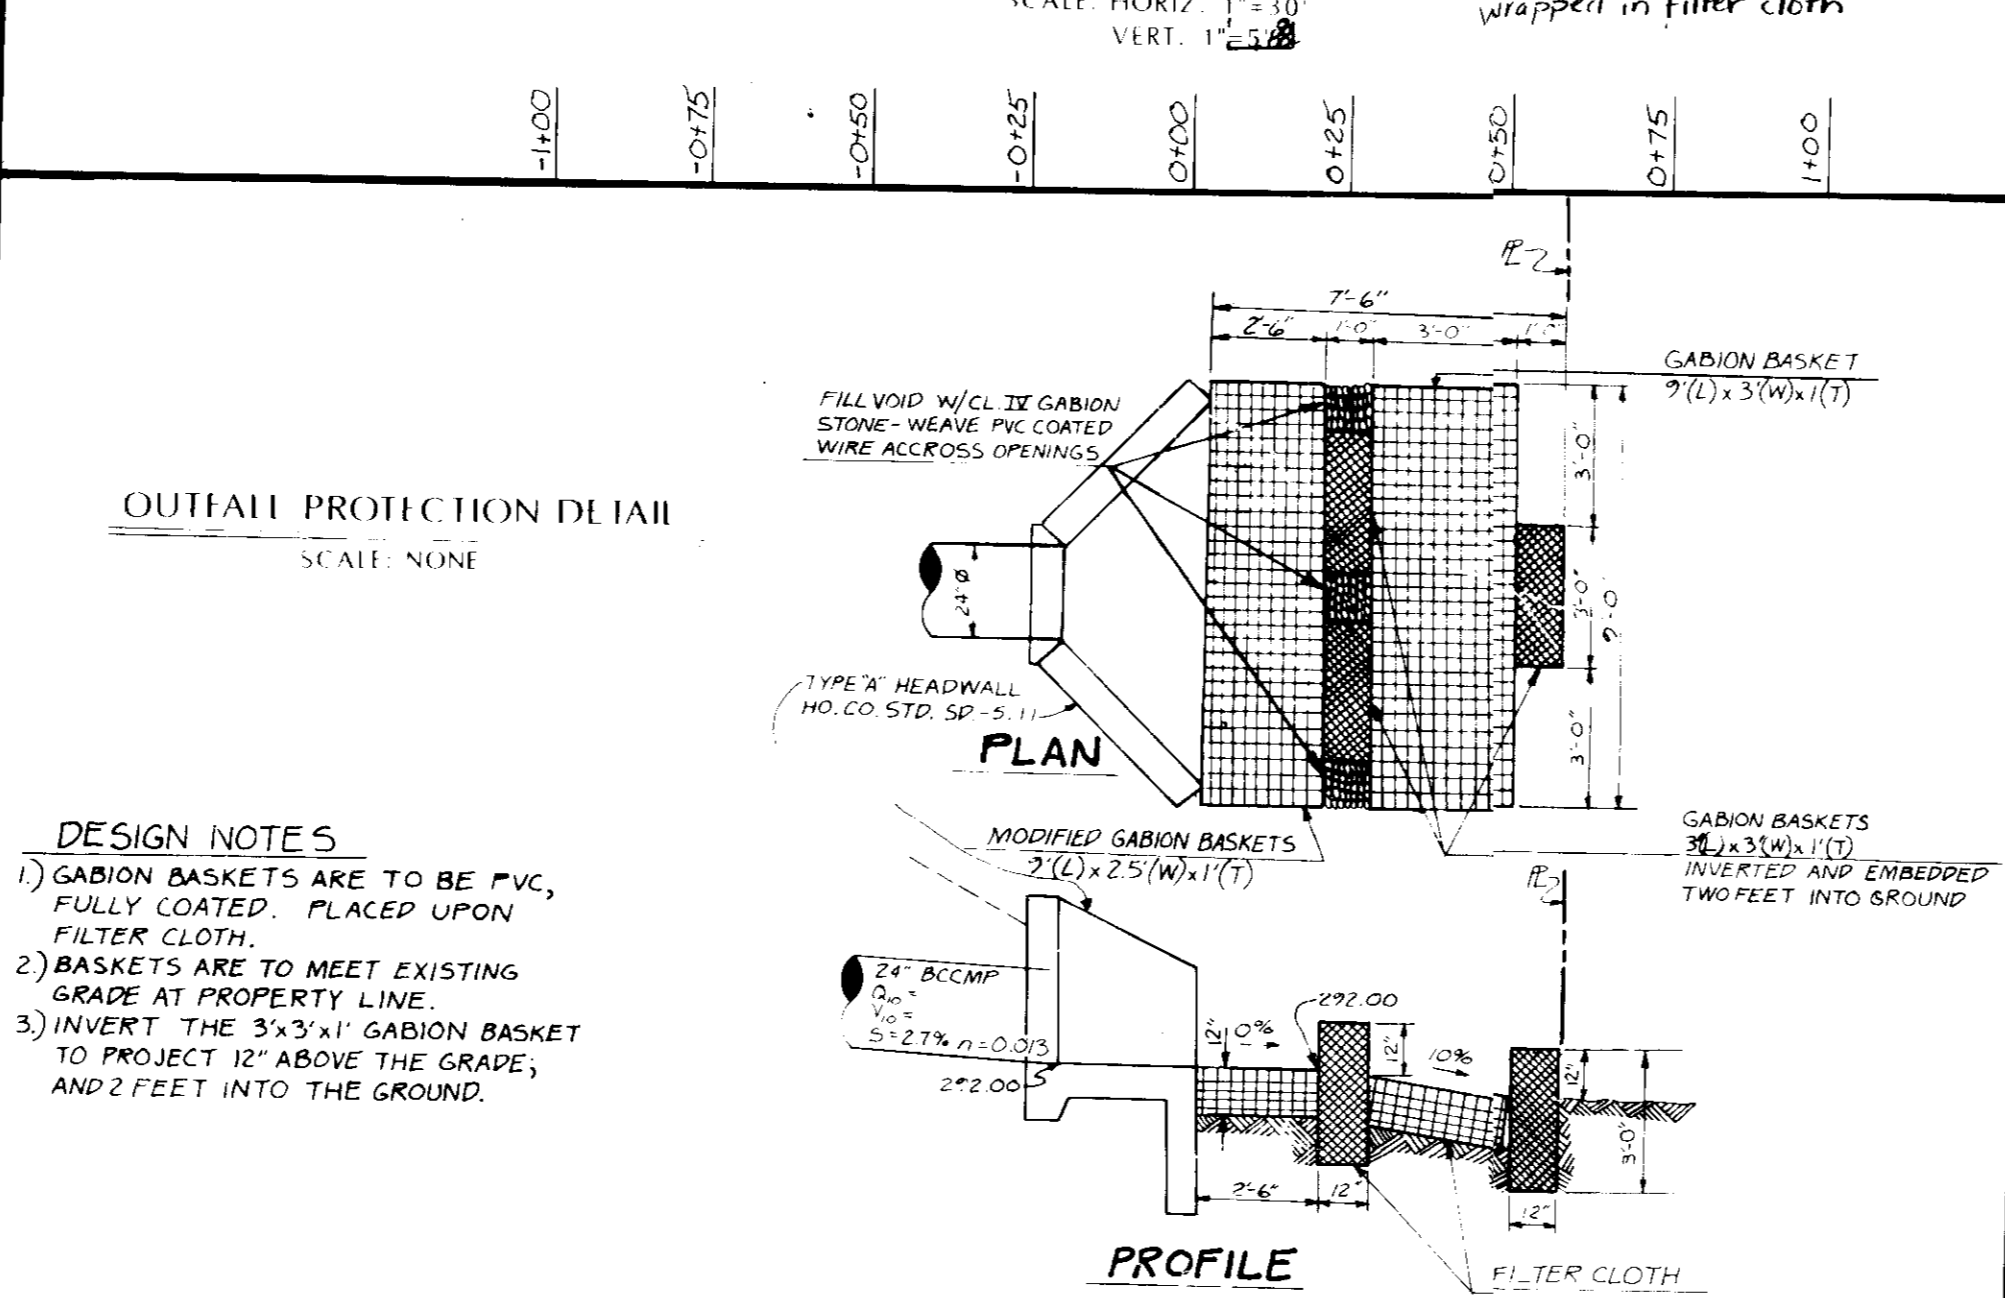 SCALE: HORIZ. 1"=30'
VERT. 1"=5'
wrapped in filter cloth
-1+00
-0+75
-0+50
-0+25
0+00
0+25
0+50
0+75
1+00
OUTFALL PROTECTION DETAIL
SCALE: NONE
PL
7'-6"
2'-6"
1'-0"
3'-0"
1'-0"
GABION BASKET
9'(L) x 3'(W) x 1(T)
FILL VOID W/CL. IV GABION
STONE - WEAVE PVC COATED
WIRE ACCROSS OPENINGS
24"Ø
3'-0"
3'-0"
3'-0"
9'-0"
TYPE "A" HEADWALL
HO. CO. STD. SD.-5.11
PLAN
MODIFIED GABION BASKETS
9'(L) x 2.5'(W) x 1'(T)
GABION BASKETS
3(L) x 3'(W) x 1'(T)
INVERTED AND EMBEDDED
TWO FEET INTO GROUND
DESIGN NOTES
1.) GABION BASKETS ARE TO BE PVC,
FULLY COATED. PLACED UPON
FILTER CLOTH.
2.) BASKETS ARE TO MEET EXISTING
GRADE AT PROPERTY LINE.
3.) INVERT THE 3'x3'x1' GABION BASKET
TO PROJECT 12" ABOVE THE GRADE;
AND 2 FEET INTO THE GROUND.
PL
24" BCCMP
Q10 =
V10 =
S=2.7% n=0.013
292.00
12"
0%
292.00
12"
10%
12"
3'-0"
2'-6"
12"
12"
PROFILE
FILTER CLOTH